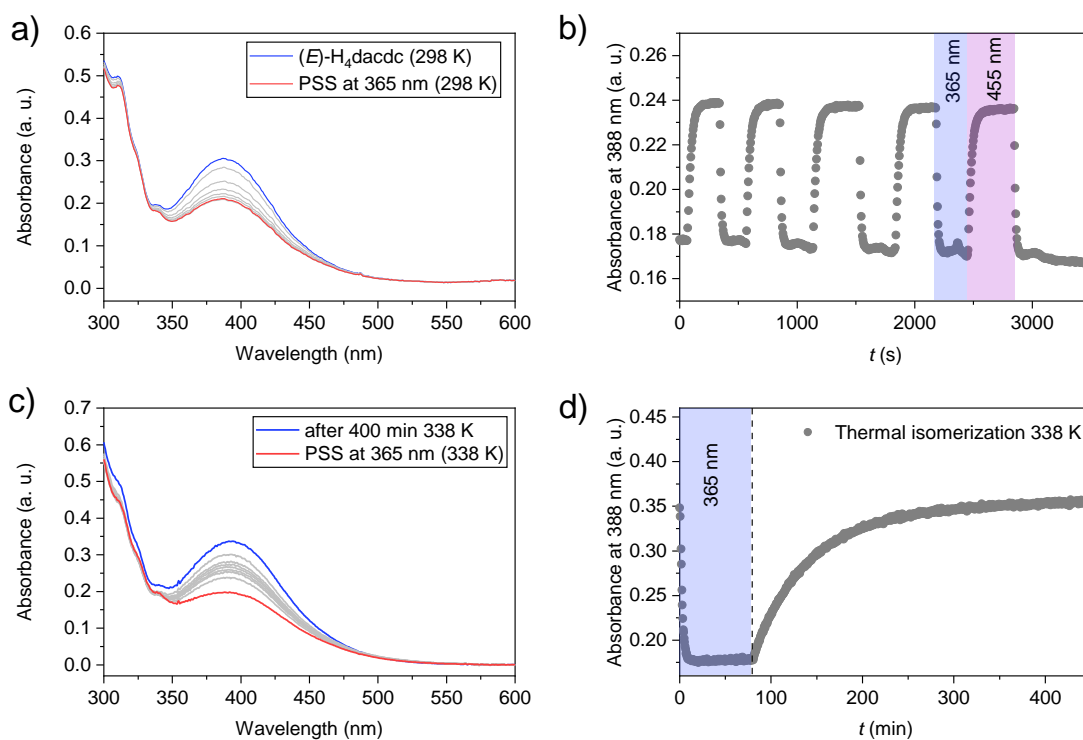 a)
(E)-H4dacdc (298 K)
PSS at 365 nm (298 K)
Absorbance (a. u.)
0.6
0.5
0.4
0.3
0.2
0.1
0.0
300 350 400 450 500 550 600
Wavelength (nm)
b)
365 nm
455 nm
Absorbance at 388 nm (a. u.)
0.26
0.24
0.22
0.20
0.18
0.16
0 1000 2000 3000
t (s)
c)
after 400 min 338 K
PSS at 365 nm (338 K)
Absorbance (a. u.)
0.7
0.6
0.5
0.4
0.3
0.2
0.1
0.0
300 350 400 450 500 550 600
Wavelength (nm)
d)
365 nm
Thermal isomerization 338 K
Absorbance at 388 nm (a. u.)
0.45
0.40
0.35
0.30
0.25
0.20
0 100 200 300 400
t (min)